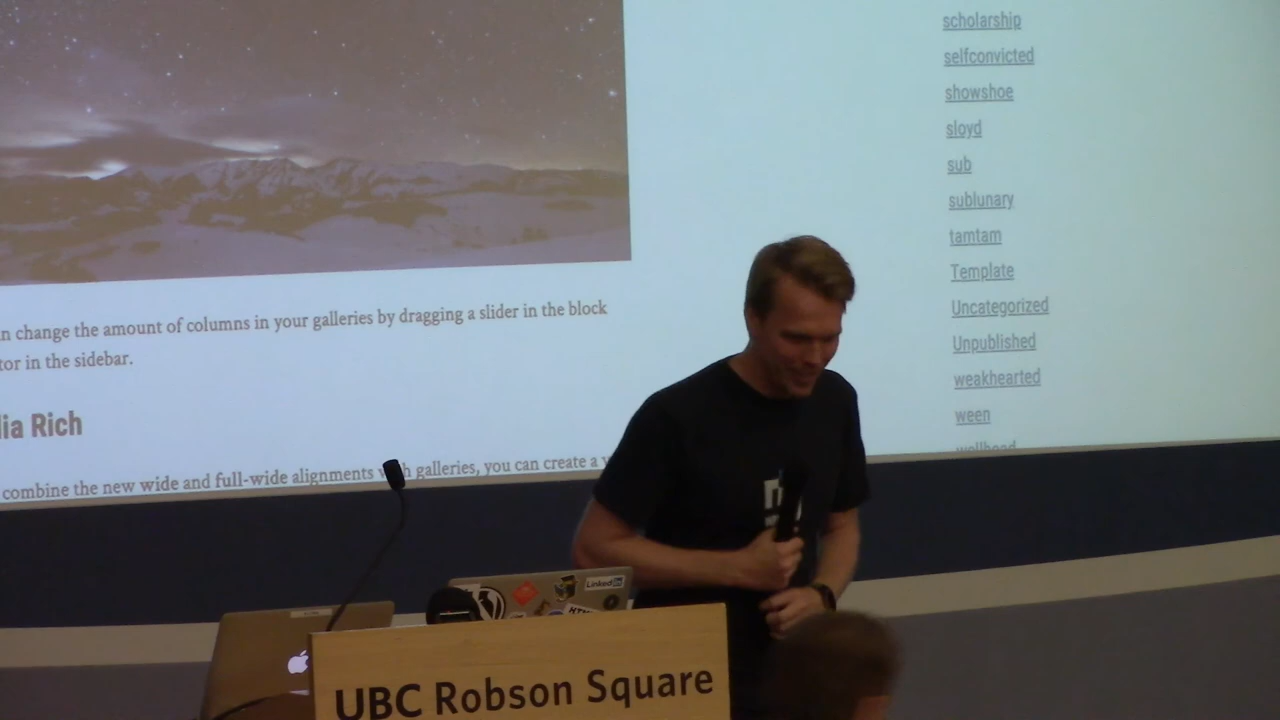 n change the amount of columns in your galleries by dragging a slider in the block
tor in the sidebar.
lia Rich
combine the new wide and full-wide alignments with galleries, you can create a
scholarship
selfconvicted
showshoe
sloyd
sub
sublunary
tamtam
Template
Uncategorized
Unpublished
weakhearted
ween
wellhead
LinkedIn
UBC Robson Square